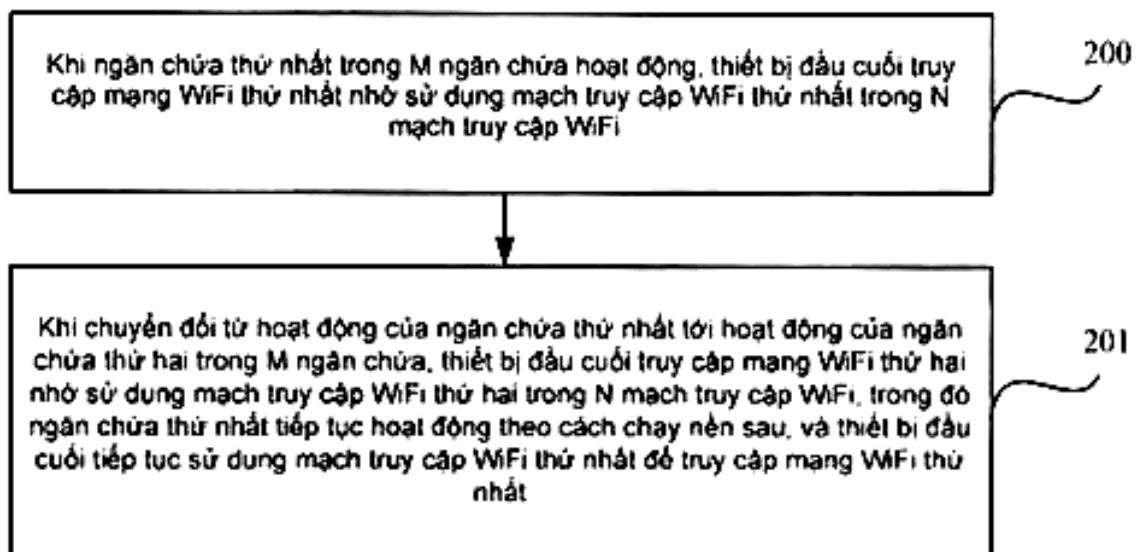 Khi ngăn chứa thứ nhất trong M ngăn chứa hoạt động, thiết bị đầu cuối truy
cập mạng WiFi thứ nhất nhờ sử dụng mạch truy cập WiFi thứ nhất trong N
mạch truy cập WiFi
200
Khi chuyển đổi từ hoạt động của ngăn chứa thứ nhất tới hoạt động của ngăn
chứa thứ hai trong M ngăn chứa, thiết bị đầu cuối truy cập mạng WiFi thứ hai
nhờ sử dụng mạch truy cập WiFi thứ hai trong N mạch truy cập WiFi, trong đó
ngăn chứa thứ nhất tiếp tục hoạt động theo cách chạy nền sau, và thiết bị đầu
cuối tiếp tục sử dụng mạch truy cập WiFi thứ nhất để truy cập mạng WiFi thứ
nhất
201